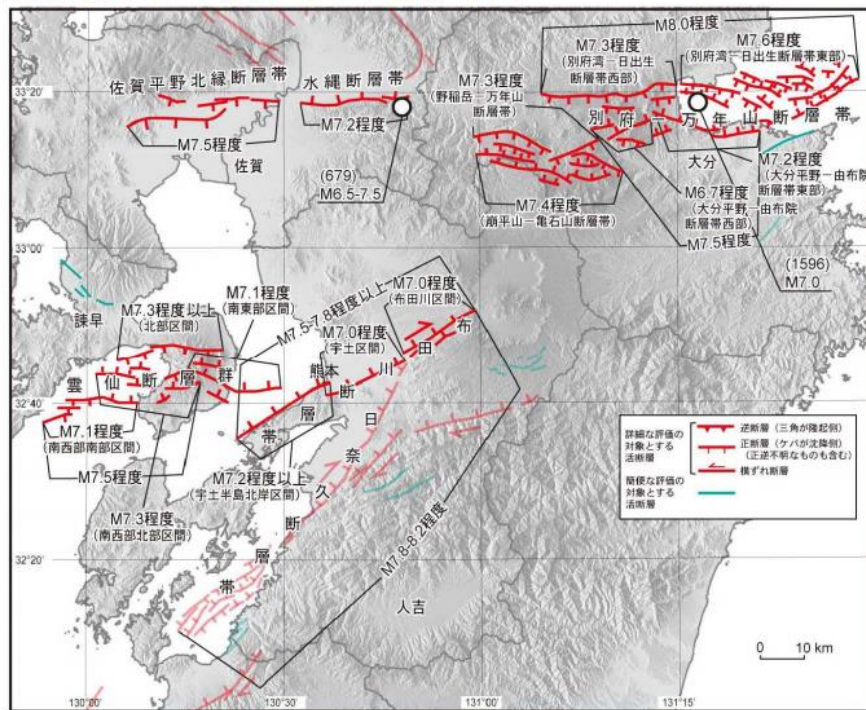 M8.0程度
M7.3程度
(別府湾－日出生
断層帯西部)
M7.6程度
(別府湾－日出生
断層帯東部)
佐賀平野北縁断層帯
水縄断層帯
M7.3程度
(野稲岳－万年山
断層帯)
33°20'
別府－万年山断層帯
M7.2程度
M7.5程度
佐賀
大分
M7.2程度
(大分平野－由布院
断層帯東部)
(679)
M6.5-7.5
M6.7程度
(大分平野－由布院
断層帯西部)
M7.4程度
(崩平山－亀石山断層帯)
M7.5程度
33°00'
(1596)
M7.0
M7.0程度
(布田川区間)
M7.1程度
(南東部区間)
M7.5-7.8程度以上
M7.3程度以上
(北部区間)
諫早
M7.0程度
(宇土区間)
布田川断層帯
熊本
雲仙断層群
32°40'
日奈久断層帯
M7.1程度
(南西部南部区間)
M7.2程度以上
(宇土半島北岸区間)
M7.5程度
M7.3程度
(南西部北部区間)
M7.8-8.2程度
32°20'
人吉
詳細な評価の
対象とする
活断層
逆断層（三角が隆起側）
正断層（ケバが沈降側）
(正逆不明なものも含む)
横ずれ断層
簡便な評価の
対象とする
活断層
0 10 km
130°00'
130°30'
131°00'
131°15'